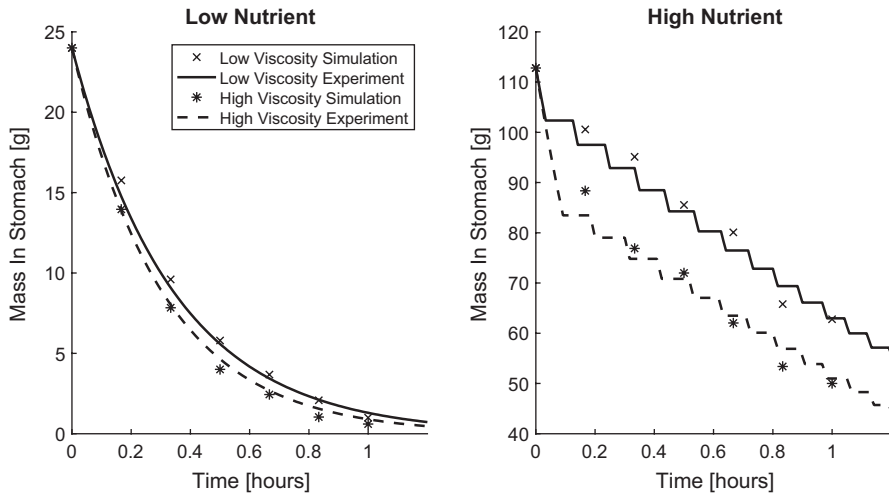 Low Nutrient
25
20
15
10
5
0
Mass In Stomach [g]
0 0.2 0.4 0.6 0.8 1
Time [hours]
Low Viscosity Simulation
Low Viscosity Experiment
High Viscosity Simulation
High Viscosity Experiment
High Nutrient
120
110
100
90
80
70
60
50
40
Mass In Stomach [g]
0 0.2 0.4 0.6 0.8 1
Time [hours]